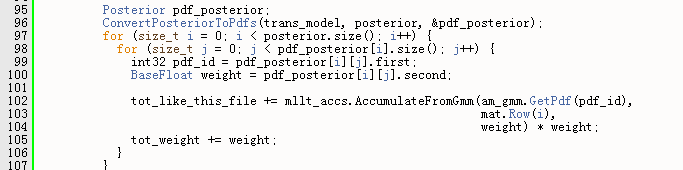 95 Posterior pdf_posterior;
96 ConvertPosteriorToPdfs(trans_model, posterior, &pdf_posterior);
97 for (size_t i = 0; i < posterior.size(); i++) {
98 for (size_t j = 0; j < pdf_posterior[i].size(); j++) {
99 int32 pdf_id = pdf_posterior[i][j].first;
100 BaseFloat weight = pdf_posterior[i][j].second;
101
102 tot_like_this_file += mllt_accs.AccumulateFromGmm(am_gmm.GetPdf(pdf_id),
103 mat.Row(i),
104 weight) * weight;
105 tot_weight += weight;
106 }
107 }